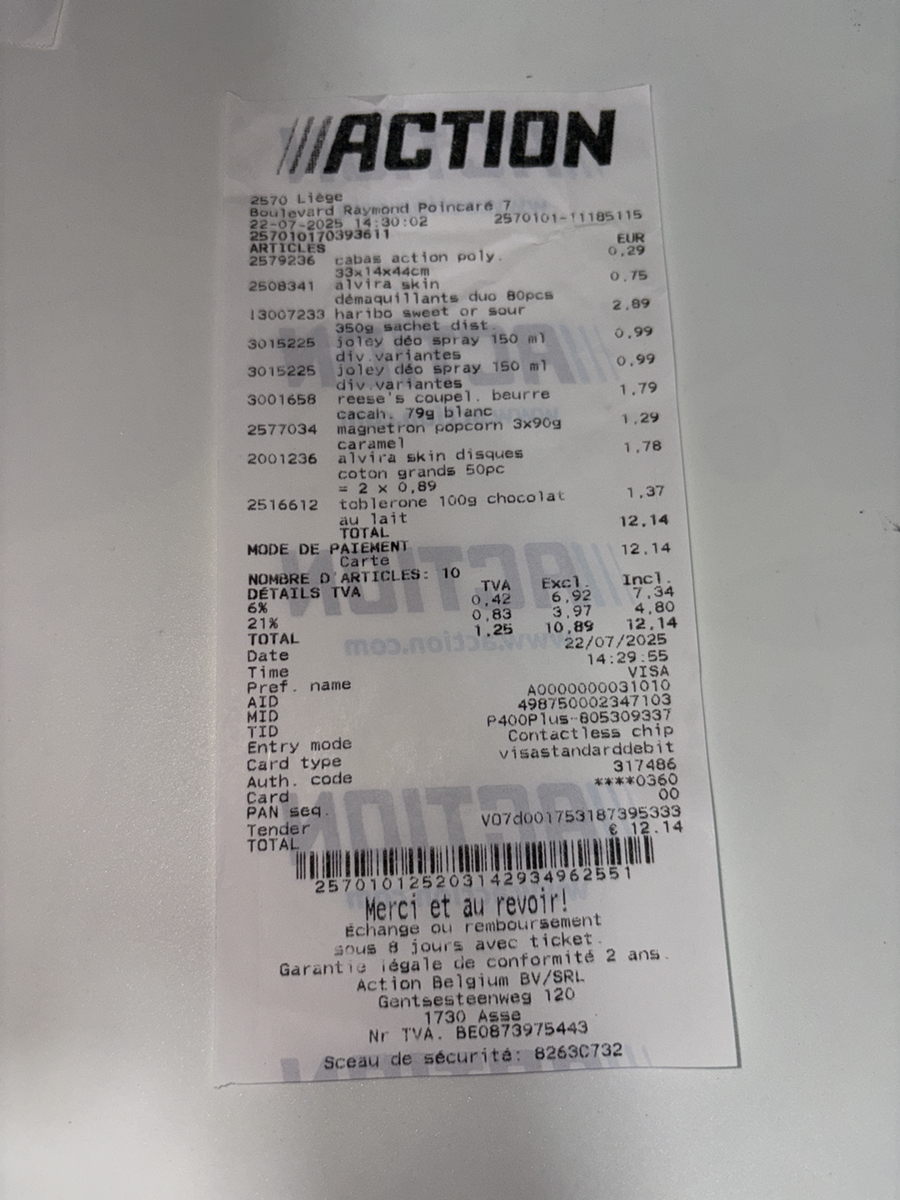 ACTION
2570 Liège
Boulevard Raymond Poincaré 7
22-07-2025 14:30:02 2570101-11185115
257010170393611
ARTICLES EUR
2579236 cabas action poly. 0,29
33x14x44cm
2508341 alvira skin 0,75
démaquillants duo 80pcs
13007233 haribo sweet or sour 2,89
350g sachet dist.
3015225 joley déo spray 150 ml 0,99
div.variantes
3015225 joley déo spray 150 ml 0,99
div.variantes
3001658 reese's coupel. beurre 1,79
cacah. 79g blanc
2577034 magnetron popcorn 3x90g 1,29
caramel
2001236 alvira skin disques 1,78
coton grands 50pc
= 2 x 0,89
2516612 toblerone 100g chocolat 1,37
au lait
TOTAL 12,14
MODE DE PAIEMENT
Carte 12,14
NOMBRE D'ARTICLES: 10
DÉTAILS TVA TVA Excl. Incl.
6% 0,42 6,92 7,34
21% 0,83 3,97 4,80
TOTAL 1,25 10,89 12,14
Date 22/07/2025
Time 14:29:55
Pref. name VISA
AID A0000000031010
MID 498750002347103
TID P400Plus-805309337
Entry mode Contactless chip
Card type visastandarddebit
Auth. code 317486
Card ****0360
PAN seq. 00
Tender V07d001753187395333
TOTAL € 12.14
257010125203142934962551
Merci et au revoir!
Échange ou remboursement
sous 8 jours avec ticket.
Garantie légale de conformité 2 ans.
Action Belgium BV/SRL
Gentsesteenweg 120
1730 Asse
Nr TVA. BE0873975443
Sceau de sécurité: 8263C732